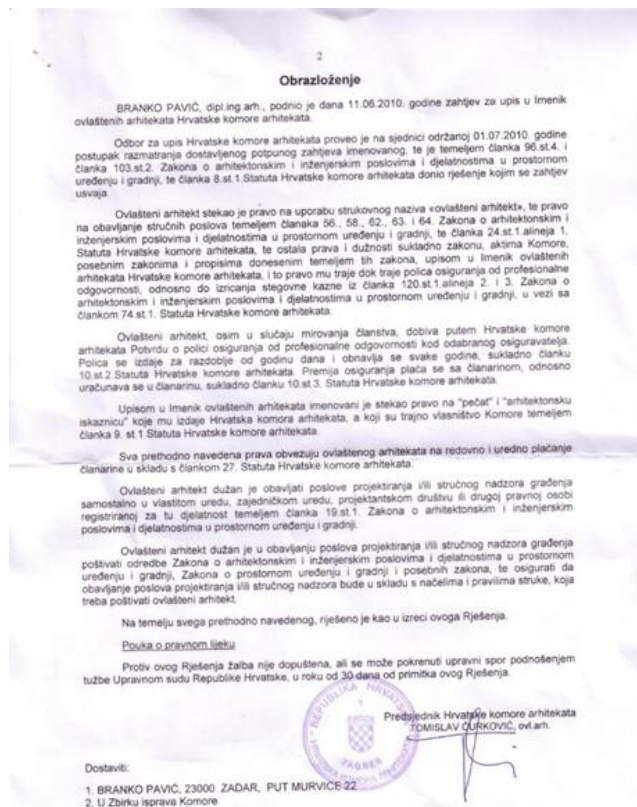 2
Obrazloženje
BRANKO PAVIĆ, dipl.ing.arh., podnio je dana 11.06.2010. godine zahtjev za upis u Imenik
ovlaštenih arhitekata Hrvatske komore arhitekata.
Odbor za upis Hrvatske komore arhitekata proveo je na sjednici održanoj 01.07.2010. godine
postupak razmatranja dostavljenog potpunog zahtjeva imenovanog, te je temeljem članka 96.st.4. i
članka 103.st.2. Zakona o arhitektonskim i inženjerskim poslovima i djelatnostima u prostornom
uređenju i gradnji, te članka 8.st.1.Statuta Hrvatske komore arhitekata donio rješenje kojim se zahtjev
usvaja.
Ovlašteni arhitekt stekao je pravo na uporabu strukovnog naziva «ovlašteni arhitekt», te pravo
na obavljanje stručnih poslova temeljem članaka 56., 58., 62., 63. i 64. Zakona o arhitektonskim i
inženjerskim poslovima i djelatnostima u prostornom uređenju i gradnji, te članka 24.st.1.alineja 1.
Statuta Hrvatske komore arhitekata, te ostala prava i dužnosti sukladno zakonu, aktima Komore,
posebnim zakonima i propisima donesenim temeljem tih zakona, upisom u Imenik ovlaštenih
arhitekata Hrvatske komore arhitekata, i to pravo mu traje dok traje polica osiguranja od profesionalne
odgovornosti, odnosno do izricanja stegovne kazne iz članka 120.st.1.alineja 2. i 3. Zakona o
arhitektonskim i inženjerskim poslovima i djelatnostima u prostornom uređenju i gradnji, u vezi sa
člankom 74.st.1. Statuta Hrvatske komore arhitekata.
Ovlašteni arhitekt, osim u slučaju mirovanja članstva, dobiva putem Hrvatske komore
arhitekata Potvrdu o polici osiguranja od profesionalne odgovornosti kod odabranog osiguravatelja.
Polica se izdaje za razdoblje od godinu dana i obnavlja se svake godine, sukladno članku
10.st.2.Statuta Hrvatske komore arhitekata. Premija osiguranja plaća se sa članarinom, odnosno
uračunava se u članarinu, sukladno članku 10.st.3. Statuta Hrvatske komore arhitekata.
Upisom u Imenik ovlaštenih arhitekata imenovani je stekao pravo na "pečat" i "arhitektonsku
iskaznicu" koje mu izdaje Hrvatska komora arhitekata, a koji su trajno vlasništvo Komore temeljem
članka 9. st.1 Statuta Hrvatske komore arhitekata.
Sva prethodno navedena prava obvezuju ovlaštenog arhitekata na redovno i uredno plaćanje
članarine u skladu s člankom 27. Statuta Hrvatske komore arhitekata.
Ovlašteni arhitekt dužan je obavljati poslove projektiranja i/ili stručnog nadzora građenja
samostalno u vlastitom uredu, zajedničkom uredu, projektantskom društvu ili drugoj pravnoj osobi
registriranoj za tu djelatnost temeljem članka 19.st.1. Zakona o arhitektonskim i inženjerskim
poslovima i djelatnostima u prostornom uređenju i gradnji.
Ovlašteni arhitekt dužan je u obavljanju poslova projektiranja i/ili stručnog nadzora građenja
poštivati odredbe Zakona o arhitektonskim i inženjerskim poslovima i djelatnostima u prostornom
uređenju i gradnji, Zakona o prostornom uređenju i gradnji i posebnih zakona, te osigurati da
obavljanje poslova projektiranja i/ili stručnog nadzora bude u skladu s načelima i pravilima struke, koja
treba poštivati ovlašteni arhitekt.
Na temelju svega prethodno navedenog, riješeno je kao u izreci ovoga Rješenja.
Pouka o pravnom lijeku
Protiv ovog Rješenja žalba nije dopuštena, ali se može pokrenuti upravni spor podnošenjem
tužbe Upravnom sudu Republike Hrvatske, u roku od 30 dana od primitka ovog Rješenja.
Predsjednik Hrvatske komore arhitekata
TOMISLAV ĆURKOVIĆ, ovl.arh.
REPUBLIKA HRVATSKA
ZAGREB
Dostaviti:
1. BRANKO PAVIĆ, 23000 ZADAR, PUT MURVICE 22
2. U Zbirku isprava Komore